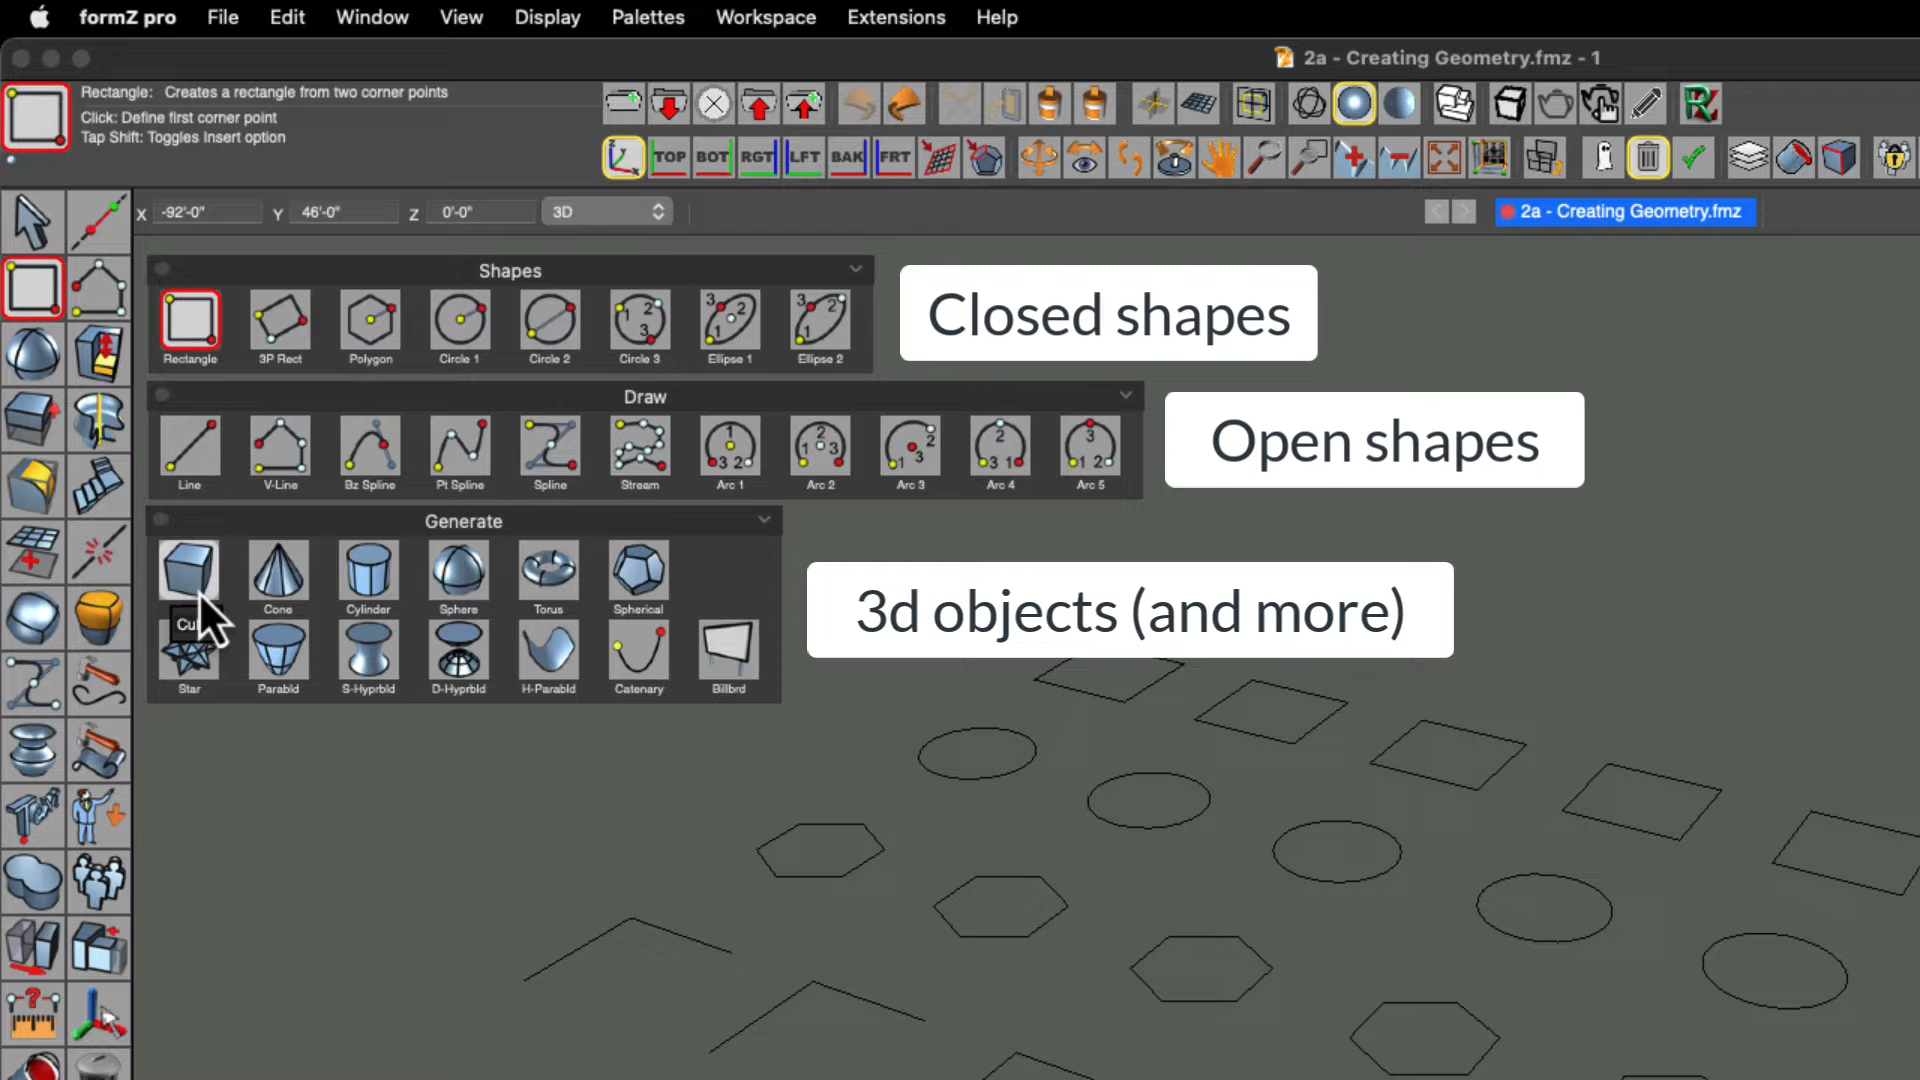 formZ pro File Edit Window View Display Palettes Workspace Extensions Help
2a - Creating Geometry.fmz - 1
Rectangle: Creates a rectangle from two corner points
Click: Define first corner point
Tap Shift: Toggles Insert option
TOP BOT RGT LFT BAK FRT
X -92'-0" Y 46'-0" Z 0'-0" 3D
2a - Creating Geometry.fmz
Shapes
Rectangle 3P Rect Polygon Circle 1 Circle 2 Circle 3 Ellipse 1 Ellipse 2
Closed shapes
Draw
Line V-Line Bz Spline Pt Spline Spline Stream Arc 1 Arc 2 Arc 3 Arc 4 Arc 5
Open shapes
Generate
Cone Cylinder Sphere Torus Spherical
Star Parabld S-Hyprbld D-Hyprbld H-Parabld Catenary Billbrd
3d objects (and more)